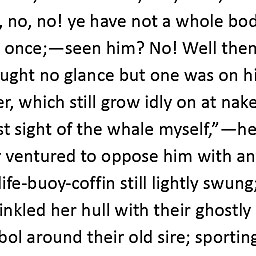 , no, no! ye have not a whole bod
once;—seen him? No! Well then
ught no glance but one was on hi
er, which still grow idly on at nake
st sight of the whale myself,”—he
ventured to oppose him with an
life-buoy-coffin still lightly swung;
inkled her hull with their ghostly
bol around their old sire; sporting